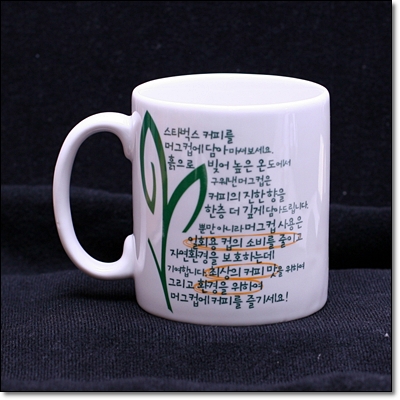 스타벅스 커피를
머그컵에 담아 마셔보세요.
흙으로 빚어 높은 온도에서
구워낸 머그컵은
커피의 진한 향을
한층 더 깊게 담아드립니다.
뿐만 아니라 머그컵 사용은
일회용 컵의 소비를 줄이고
자연환경을 보호하는데
기여합니다. 최상의 커피 맛을 위하여
그리고 환경을 위하여
머그컵에 커피를 즐기세요!